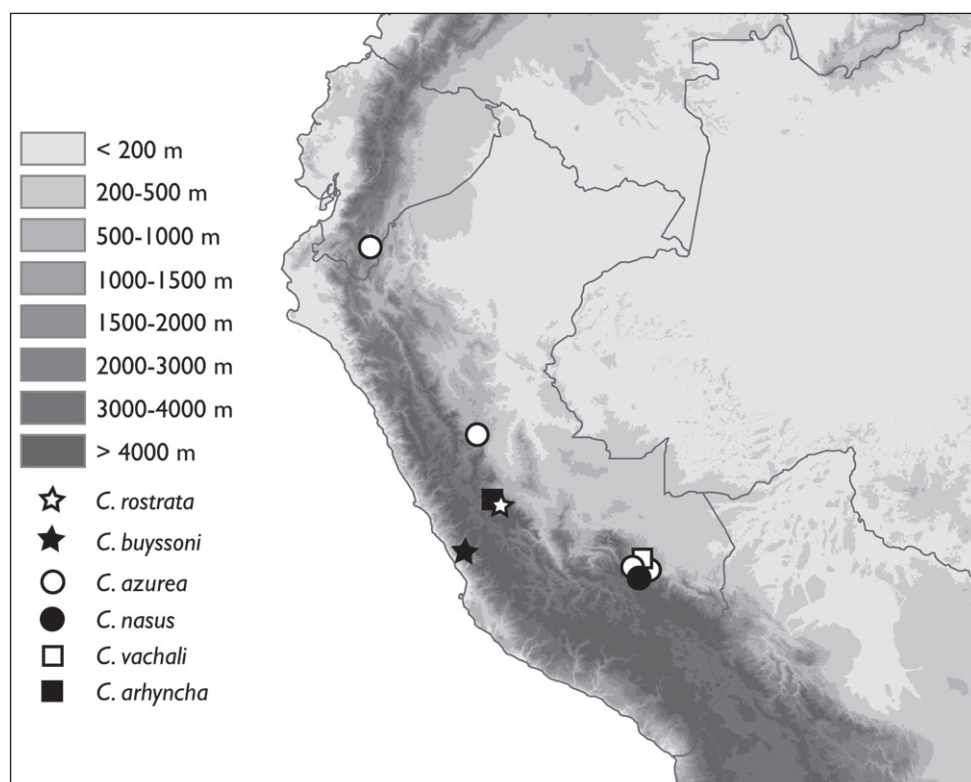 < 200 m
200-500 m
500-1000 m
1000-1500 m
1500-2000 m
2000-3000 m
3000-4000 m
> 4000 m
C. rostrata
C. buyssoni
C. azurea
C. nasus
C. vachali
C. arhyncha